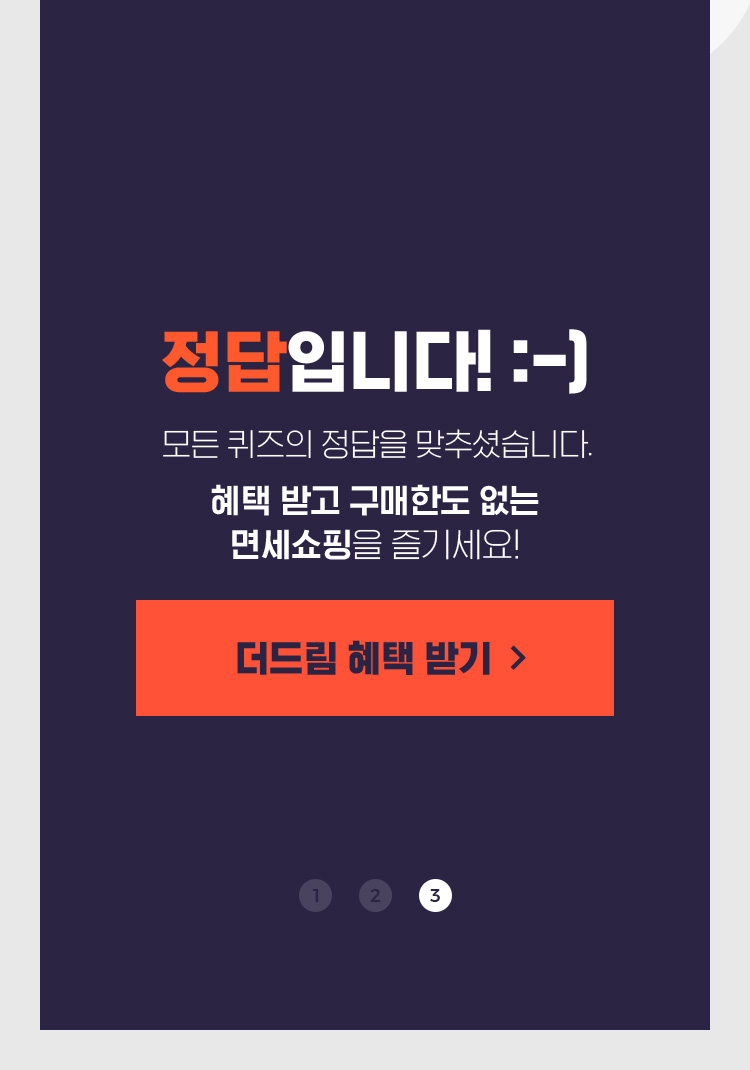 정답입니다! :-)
모든 퀴즈의 정답을 맞추셨습니다.
혜택 받고 구매한도 없는
면세쇼핑을 즐기세요!
더드림 혜택 받기 >
1 2 3